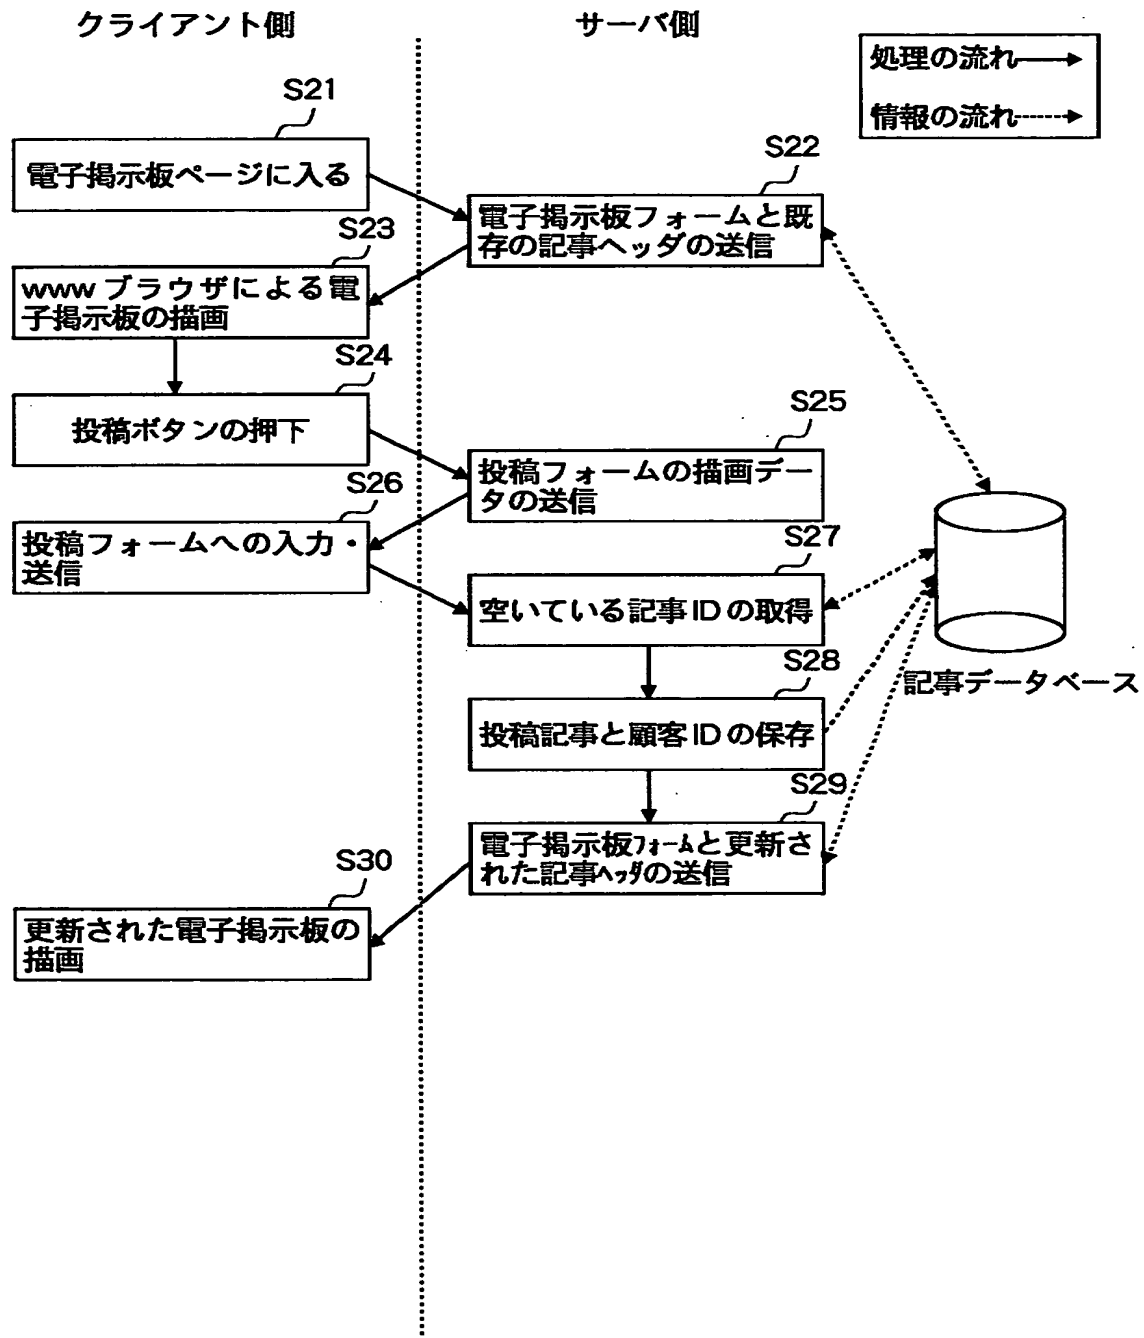 クライアント側
サーバ側
処理の流れ
情報の流れ
S21
電子掲示板ページに入る
S22
電子掲示板フォームと既
存の記事ヘッダの送信
S23
wwwブラウザによる電
子掲示板の描画
S24
投稿ボタンの押下
S25
投稿フォームの描画デー
タの送信
S26
投稿フォームへの入力・
送信
S27
空いている記事IDの取得
S28
投稿記事と顧客IDの保存
記事データベース
S29
電子掲示板フォームと更新さ
れた記事ヘッダの送信
S30
更新された電子掲示板の
描画